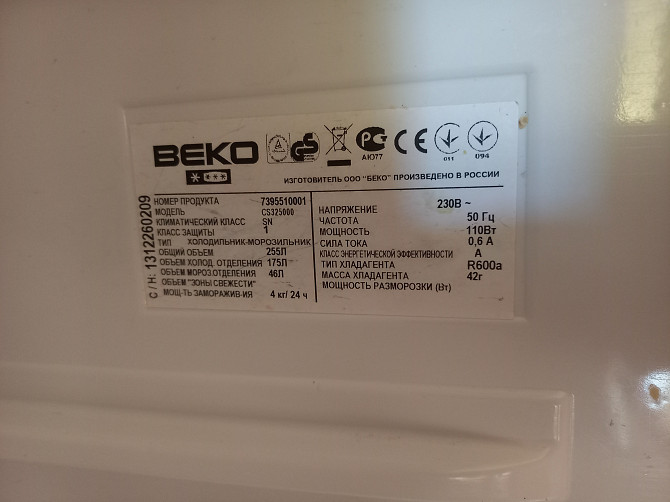 BEKO
АЮ77
011
094
ИЗГОТОВИТЕЛЬ ООО "БЕКО" ПРОИЗВЕДЕНО В РОССИИ
С / Н: 1312260209
НОМЕР ПРОДУКТА 7395510001
МОДЕЛЬ CS325000
КЛИМАТИЧЕСКИЙ КЛАСС SN
КЛАСС ЗАЩИТЫ 1
ТИП ХОЛОДИЛЬНИК-МОРОЗИЛЬНИК
ОБЩИЙ ОБЪЕМ 255Л
ОБЪЕМ ХОЛОД. ОТДЕЛЕНИЯ 175Л
ОБЪЕМ МОРОЗ.ОТДЕЛЕНИЯ 46Л
ОБЪЕМ "ЗОНЫ СВЕЖЕСТИ"
МОЩ-ТЬ ЗАМОРАЖИВ-ИЯ 4 кг/ 24 ч
НАПРЯЖЕНИЕ 230В ~
ЧАСТОТА 50 Гц
МОЩНОСТЬ 110Вт
СИЛА ТОКА 0,6 А
КЛАСС ЭНЕРГЕТИЧЕСКОЙ ЭФФЕКТИВНОСТИ А
ТИП ХЛАДАГЕНТА R600a
МАССА ХЛАДАГЕНТА 42г
МОЩНОСТЬ РАЗМОРОЗКИ (Вт)